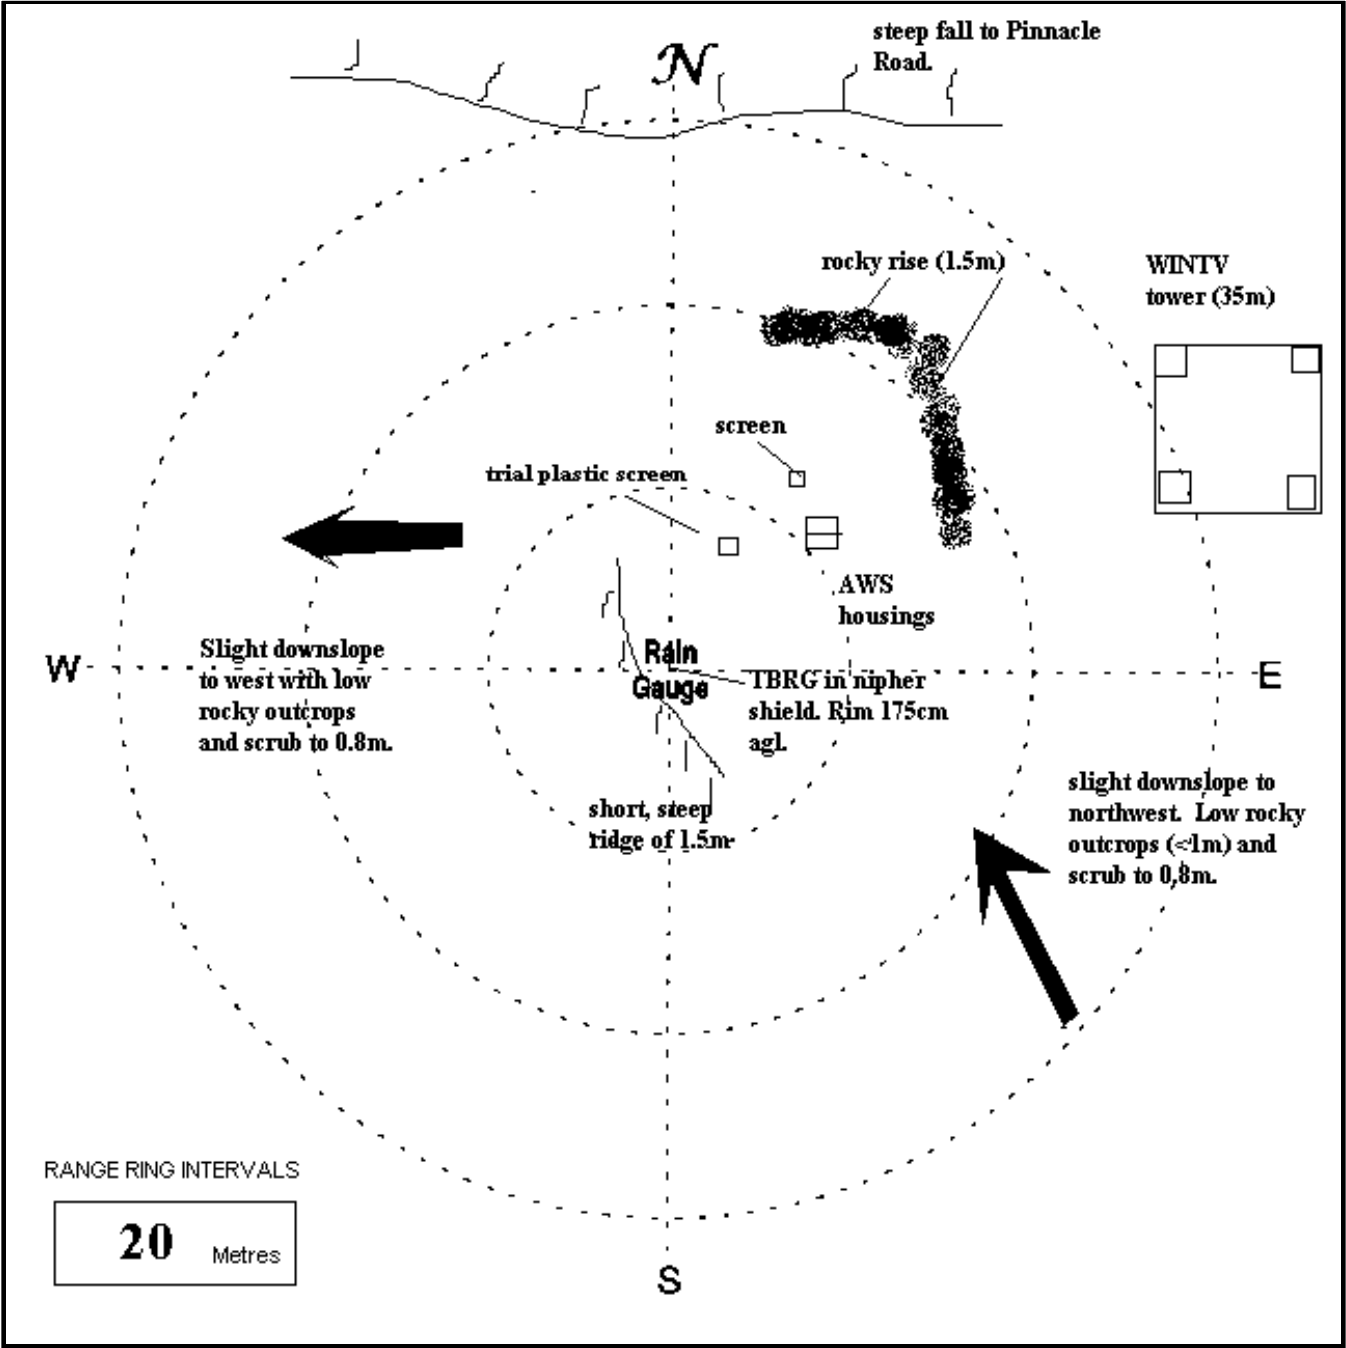 steep fall to Pinnacle
Road.
N
rocky rise (1.5m)
WINTV
tower (35m)
screen
trial plastic screen
AWS
housings
W
Slight downslope
to west with low
rocky outcrops
and scrub to 0.8m.
Rain
Gauge
TBRG in nipher
shield. Rim 175cm
agl.
E
short, steep
ridge of 1.5m
slight downslope to
northwest. Low rocky
outcrops (<1m) and
scrub to 0,8m.
RANGE RING INTERVALS
20 Metres
S